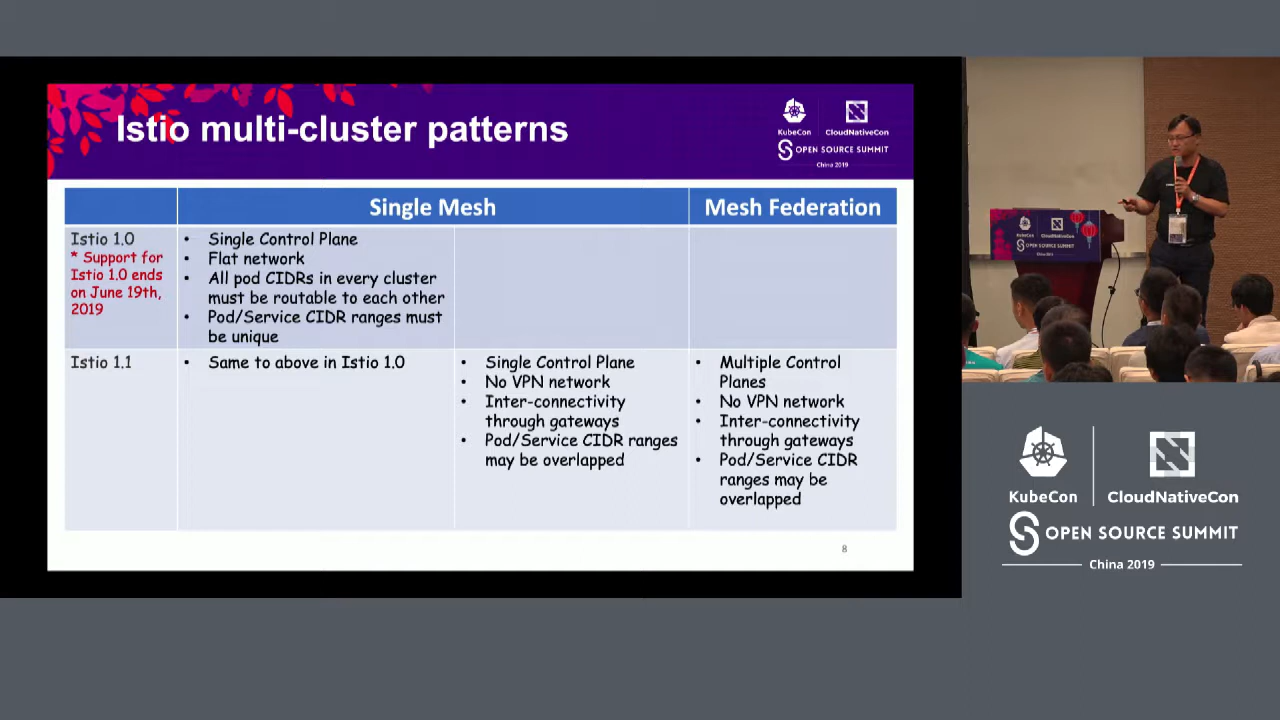 Istio multi-cluster patterns
KubeCon
CloudNativeCon
OPEN SOURCE SUMMIT
China 2019
Single Mesh
Mesh Federation
Istio 1.0
* Support for
Istio 1.0 ends
on June 19th,
2019
• Single Control Plane
• Flat network
• All pod CIDRs in every cluster
must be routable to each other
• Pod/Service CIDR ranges must
be unique
Istio 1.1
• Same to above in Istio 1.0
• Single Control Plane
• No VPN network
• Inter-connectivity
through gateways
• Pod/Service CIDR ranges
may be overlapped
• Multiple Control
Planes
• No VPN network
• Inter-connectivity
through gateways
• Pod/Service CIDR
ranges may be
overlapped
8
KubeCon
CloudNativeCon
OPEN SOURCE SUMMIT
KubeCon
CloudNativeCon
OPEN SOURCE SUMMIT
China 2019